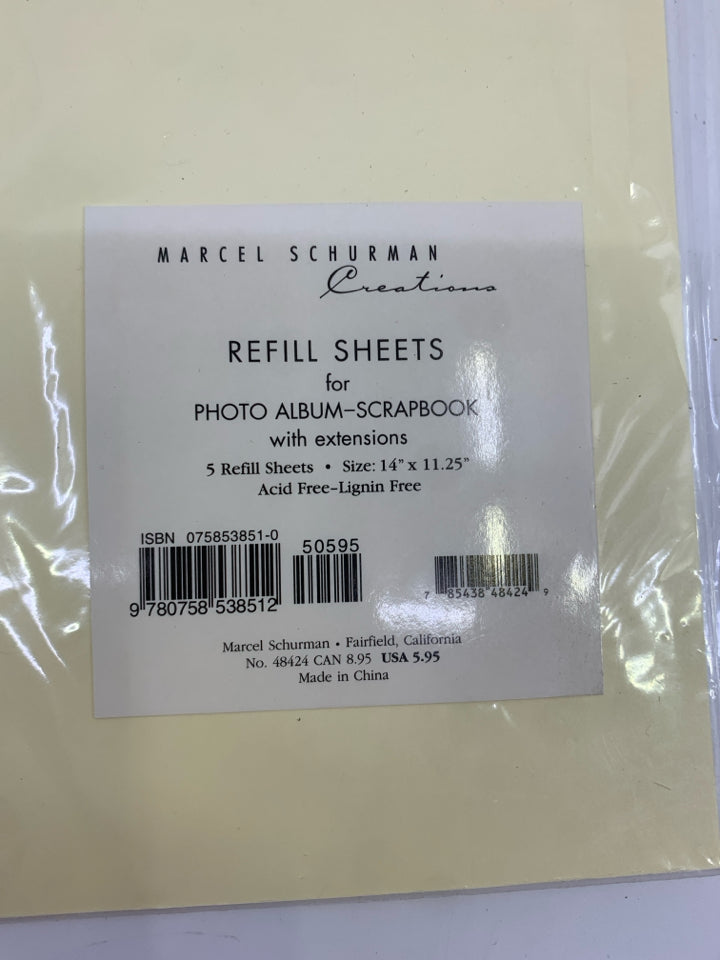 MARCEL SCHURMAN
Creations
REFILL SHEETS
for
PHOTO ALBUM–SCRAPBOOK
with extensions
5 Refill Sheets • Size: 14" x 11.25"
Acid Free–Lignin Free
ISBN 075853851-0
50595
9 780758 538512
7 85438 48424 9
Marcel Schurman • Fairfield, California
No. 48424 CAN 8.95 USA 5.95
Made in China